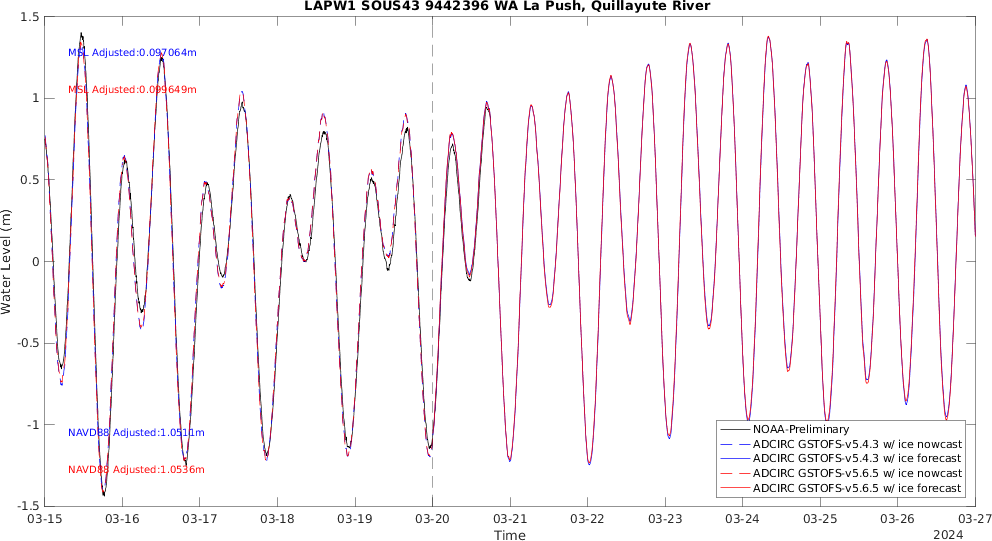 LAPW1 SOUS43 9442396 WA La Push, Quillayute River
1.5
1
0.5
0
-0.5
-1
-1.5
Water Level (m)
MSL Adjusted:0.097064m
MSL Adjusted:0.099649m
NAVD88 Adjusted:1.0511m
NAVD88 Adjusted:1.0536m
NOAA-Preliminary
ADCIRC GSTOFS-v5.4.3 w/ ice nowcast
ADCIRC GSTOFS-v5.4.3 w/ ice forecast
ADCIRC GSTOFS-v5.6.5 w/ ice nowcast
ADCIRC GSTOFS-v5.6.5 w/ ice forecast
03-15 03-16 03-17 03-18 03-19 03-20 03-21 03-22 03-23 03-24 03-25 03-26 03-27
Time
2024